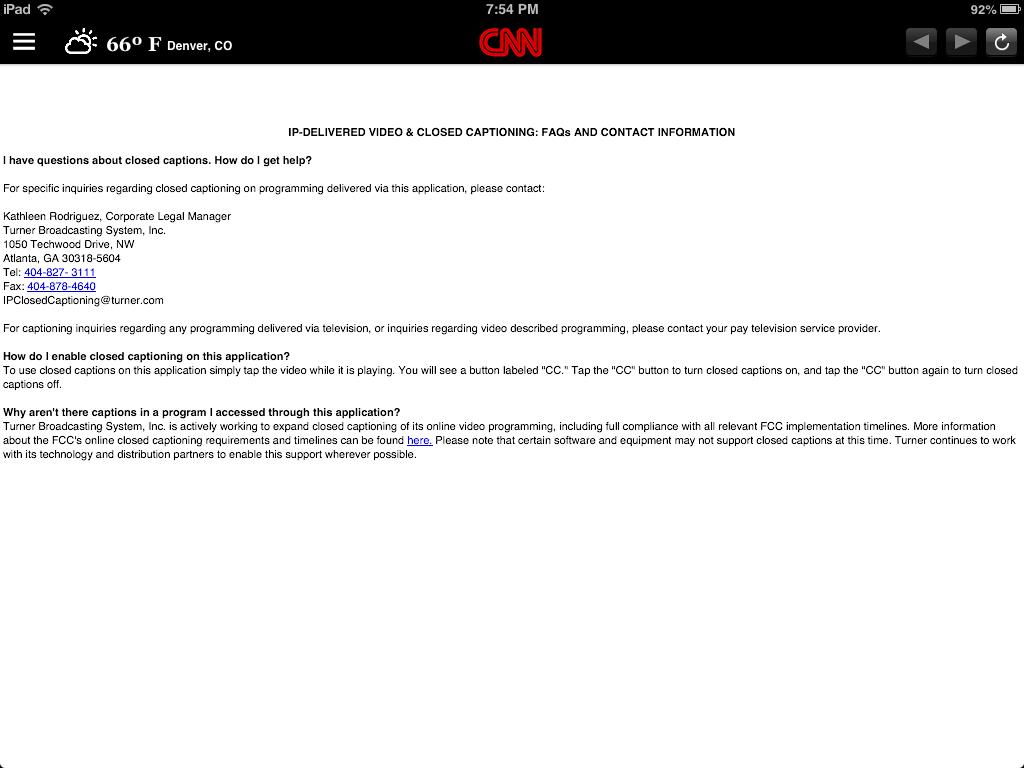 iPad 7:54 PM 92%
66º F Denver, CO CNN
IP-DELIVERED VIDEO & CLOSED CAPTIONING: FAQs AND CONTACT INFORMATION
I have questions about closed captions. How do I get help?
For specific inquiries regarding closed captioning on programming delivered via this application, please contact:
Kathleen Rodriguez, Corporate Legal Manager
Turner Broadcasting System, Inc.
1050 Techwood Drive, NW
Atlanta, GA 30318-5604
Tel: 404-827- 3111
Fax: 404-878-4640
IPClosedCaptioning@turner.com
For captioning inquiries regarding any programming delivered via television, or inquiries regarding video described programming, please contact your pay television service provider.
How do I enable closed captioning on this application?
To use closed captions on this application simply tap the video while it is playing. You will see a button labeled "CC." Tap the "CC" button to turn closed captions on, and tap the "CC" button again to turn closed
captions off.
Why aren't there captions in a program I accessed through this application?
Turner Broadcasting System, Inc. is actively working to expand closed captioning of its online video programming, including full compliance with all relevant FCC implementation timelines. More information
about the FCC's online closed captioning requirements and timelines can be found here. Please note that certain software and equipment may not support closed captions at this time. Turner continues to work
with its technology and distribution partners to enable this support wherever possible.